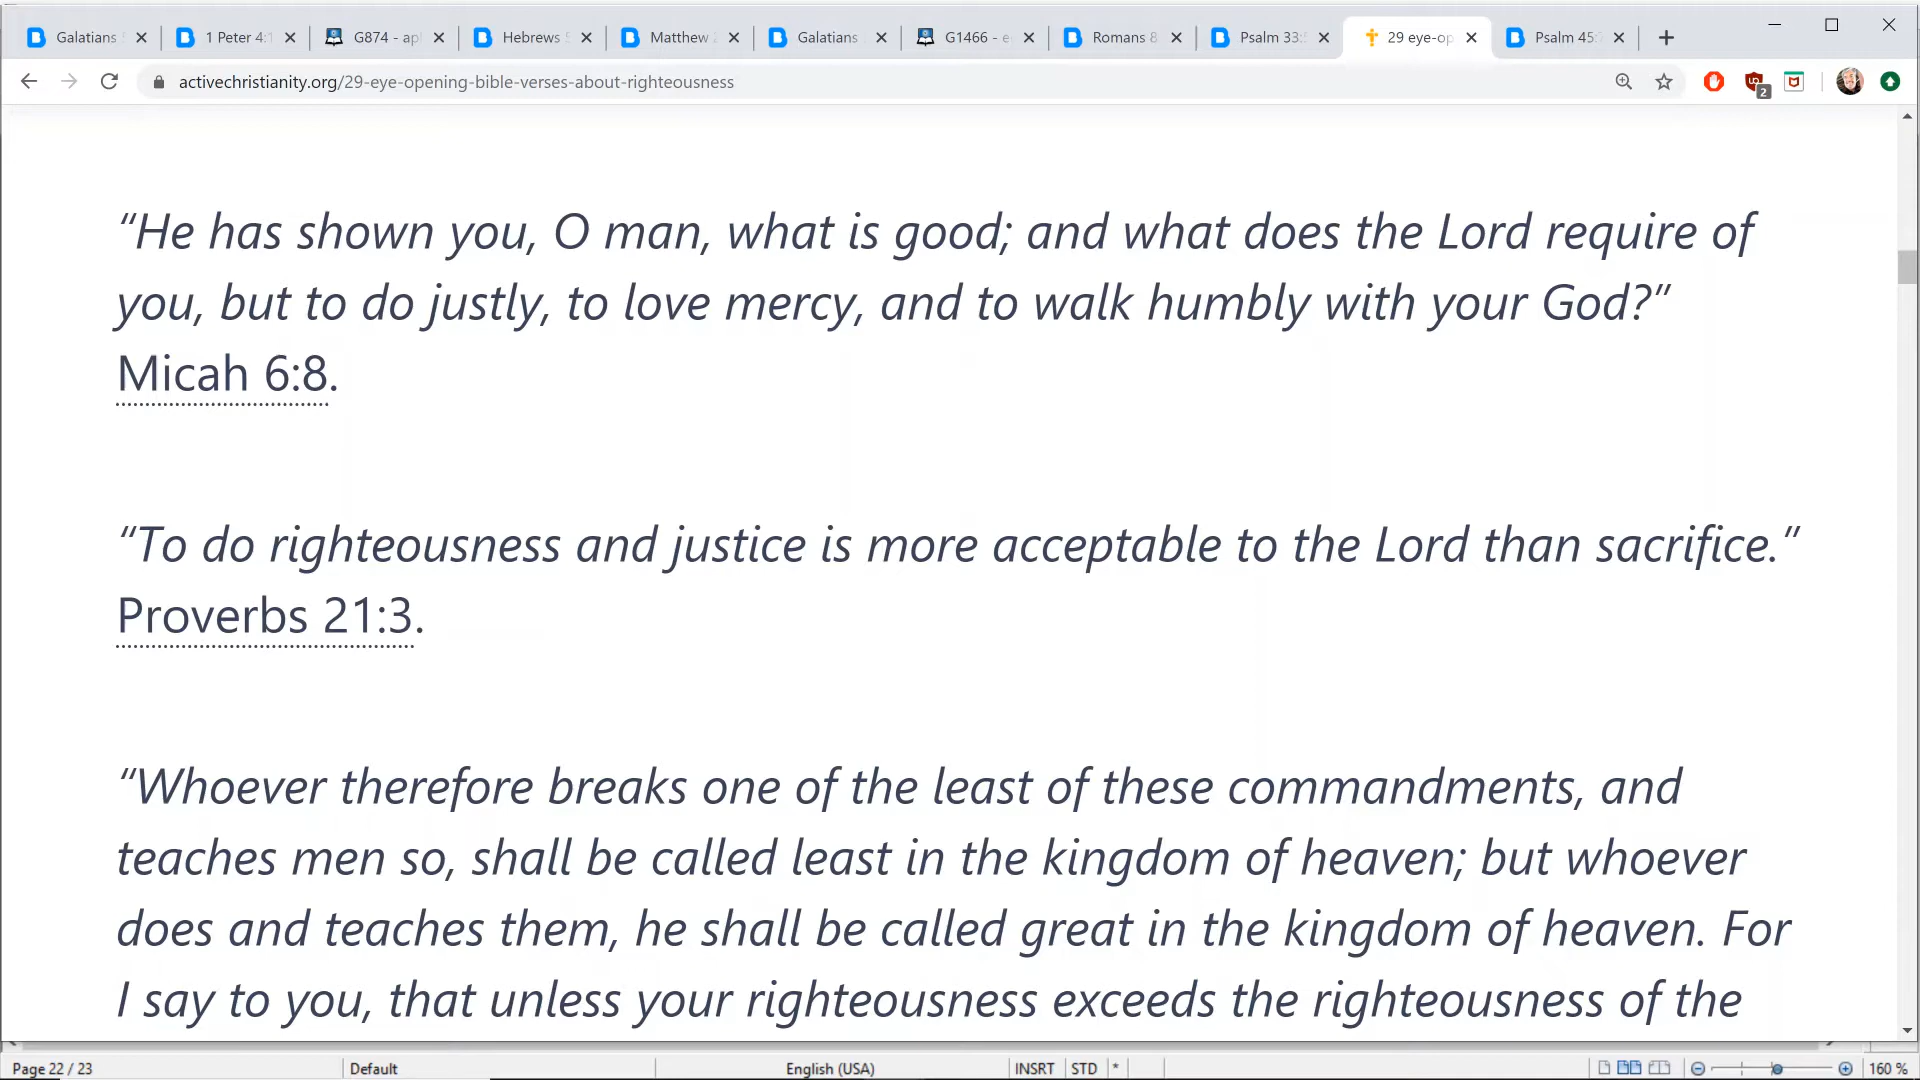 Galatians
1 Peter 4:1
G874 - ap
Hebrews 5
Matthew 2
Galatians
G1466 - e
Romans 8
Psalm 33:5
29 eye-op
Psalm 45:7
activechristianity.org/29-eye-opening-bible-verses-about-righteousness
2
“He has shown you, O man, what is good; and what does the Lord require of
you, but to do justly, to love mercy, and to walk humbly with your God?”
Micah 6:8.
“To do righteousness and justice is more acceptable to the Lord than sacrifice.”
Proverbs 21:3.
“Whoever therefore breaks one of the least of these commandments, and
teaches men so, shall be called least in the kingdom of heaven; but whoever
does and teaches them, he shall be called great in the kingdom of heaven. For
I say to you, that unless your righteousness exceeds the righteousness of the
Page 22 / 23 Default English (USA) INSRT STD * 160 %